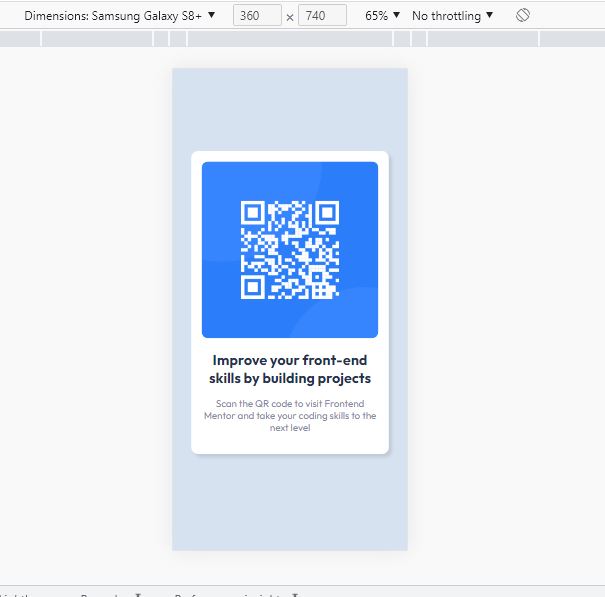 Dimensions: Samsung Galaxy S8+ 360 × 740 65% No throttling
Improve your front-end
skills by building projects
Scan the QR code to visit Frontend
Mentor and take your coding skills to the
next level